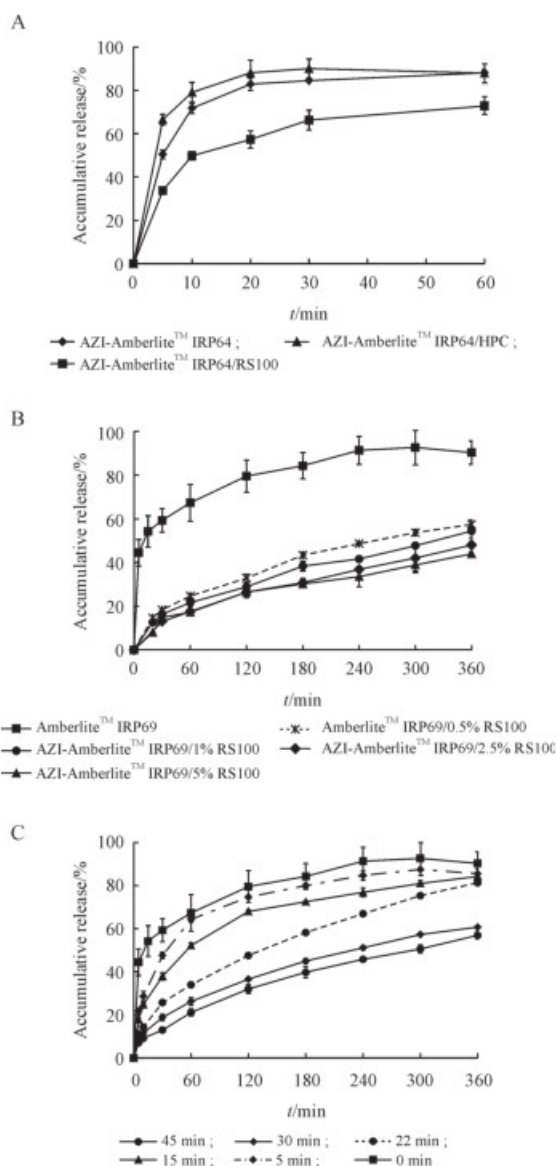 A
Accumulative release/%
100
80
60
40
20
0
0 10 20 30 40 50 60
t/min
AZI-Amberlite™ IRP64 ; AZI-Amberlite™ IRP64/HPC ;
AZI-Amberlite™ IRP64/RS100
B
Accumulative release/%
100
80
60
40
20
0
0 60 120 180 240 300 360
t/min
Amberlite™ IRP69 Amberlite™ IRP69/0.5% RS100
AZI-Amberlite™ IRP69/1% RS100 AZI-Amberlite™ IRP69/2.5% RS100
AZI-Amberlite™ IRP69/5% RS100
C
Accumulative release/%
100
80
60
40
20
0
0 60 120 180 240 300 360
t/min
45 min ; 30 min ; 22 min ;
15 min ; 5 min ; 0 min